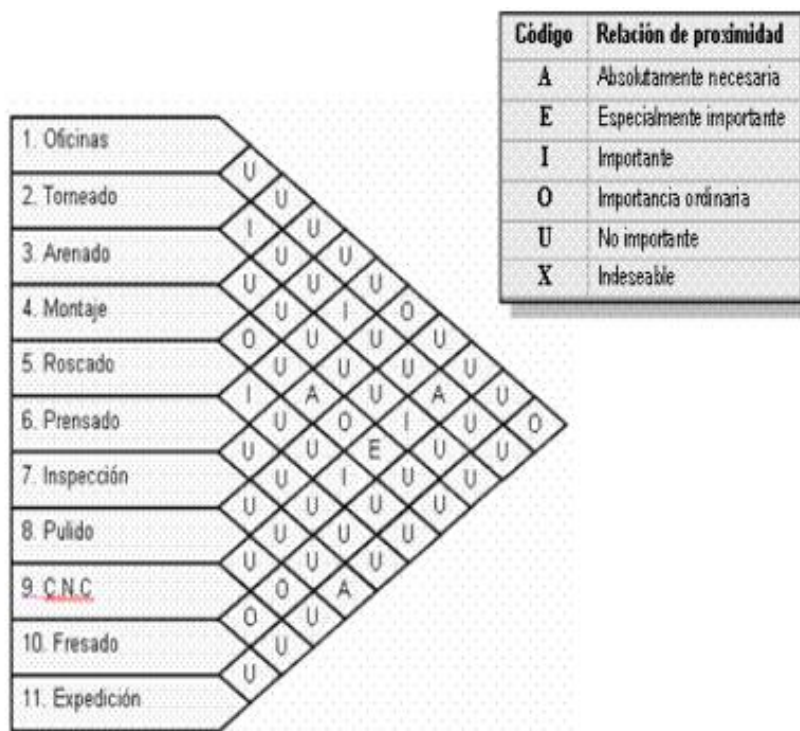 Código Relación de proximidad
A Absolutamente necesaria
E Especialmente importante
I Importante
O Importancia ordinaria
U No importante
X Indeseable
1. Oficinas
U
2. Torneado U
I U
3. Arenado U U
U U U
4. Montaje U I O
O U U U
5. Roscado U U U U
I A U A U
6. Prensado U O I U O
U U E U U
7. Inspección U I U U
U U U U
8. Pulido U U U
U U U
9. C.N.C O A
O U
10. Fresado U
U
11. Expedición